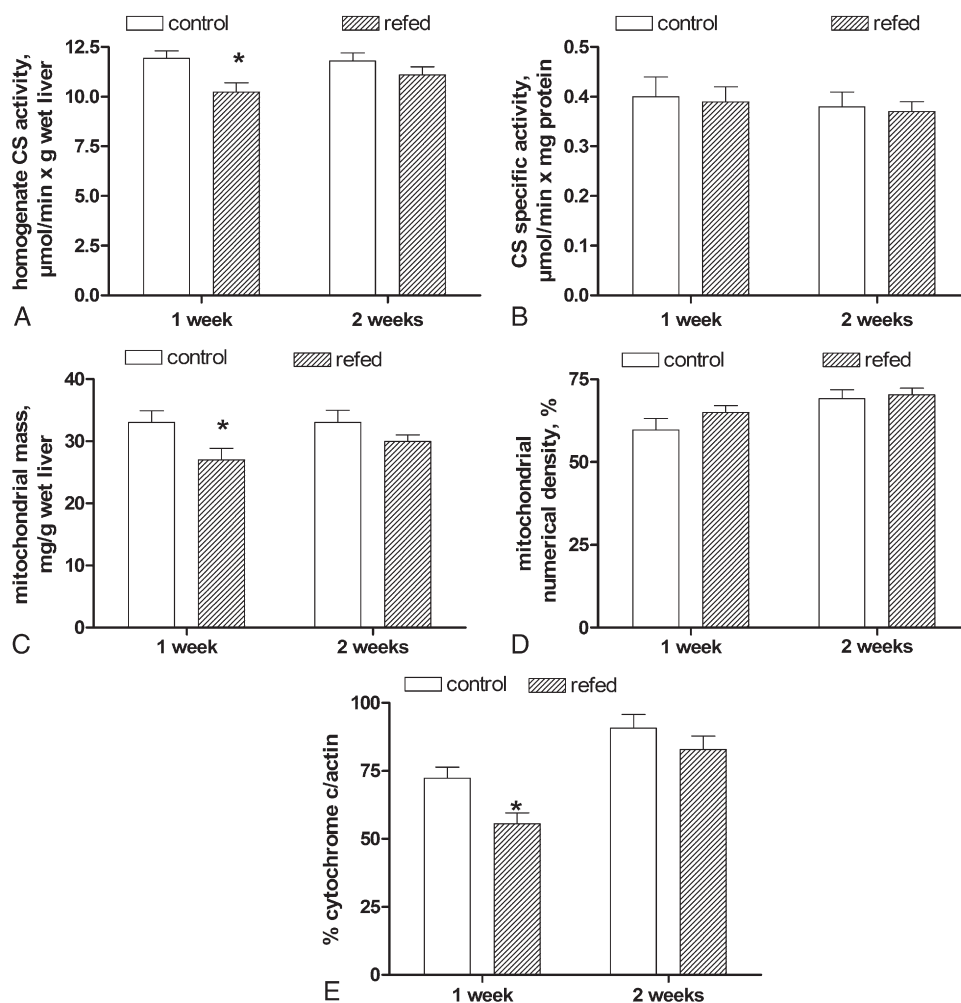 control refed
homogenate CS activity,
µmol/min x g wet liver
12.5
10.0
7.5
5.0
2.5
0.0
*
1 week 2 weeks
A
control refed
CS specific activity,
µmol/min x mg protein
0.5
0.4
0.3
0.2
0.1
0.0
1 week 2 weeks
B
control refed
mitochondrial mass,
mg/g wet liver
40
30
20
10
0
*
1 week 2 weeks
C
control refed
mitochondrial
numerical density, %
75
50
25
0
1 week 2 weeks
D
control refed
% cytochrome c/actin
100
75
50
25
0
*
1 week 2 weeks
E